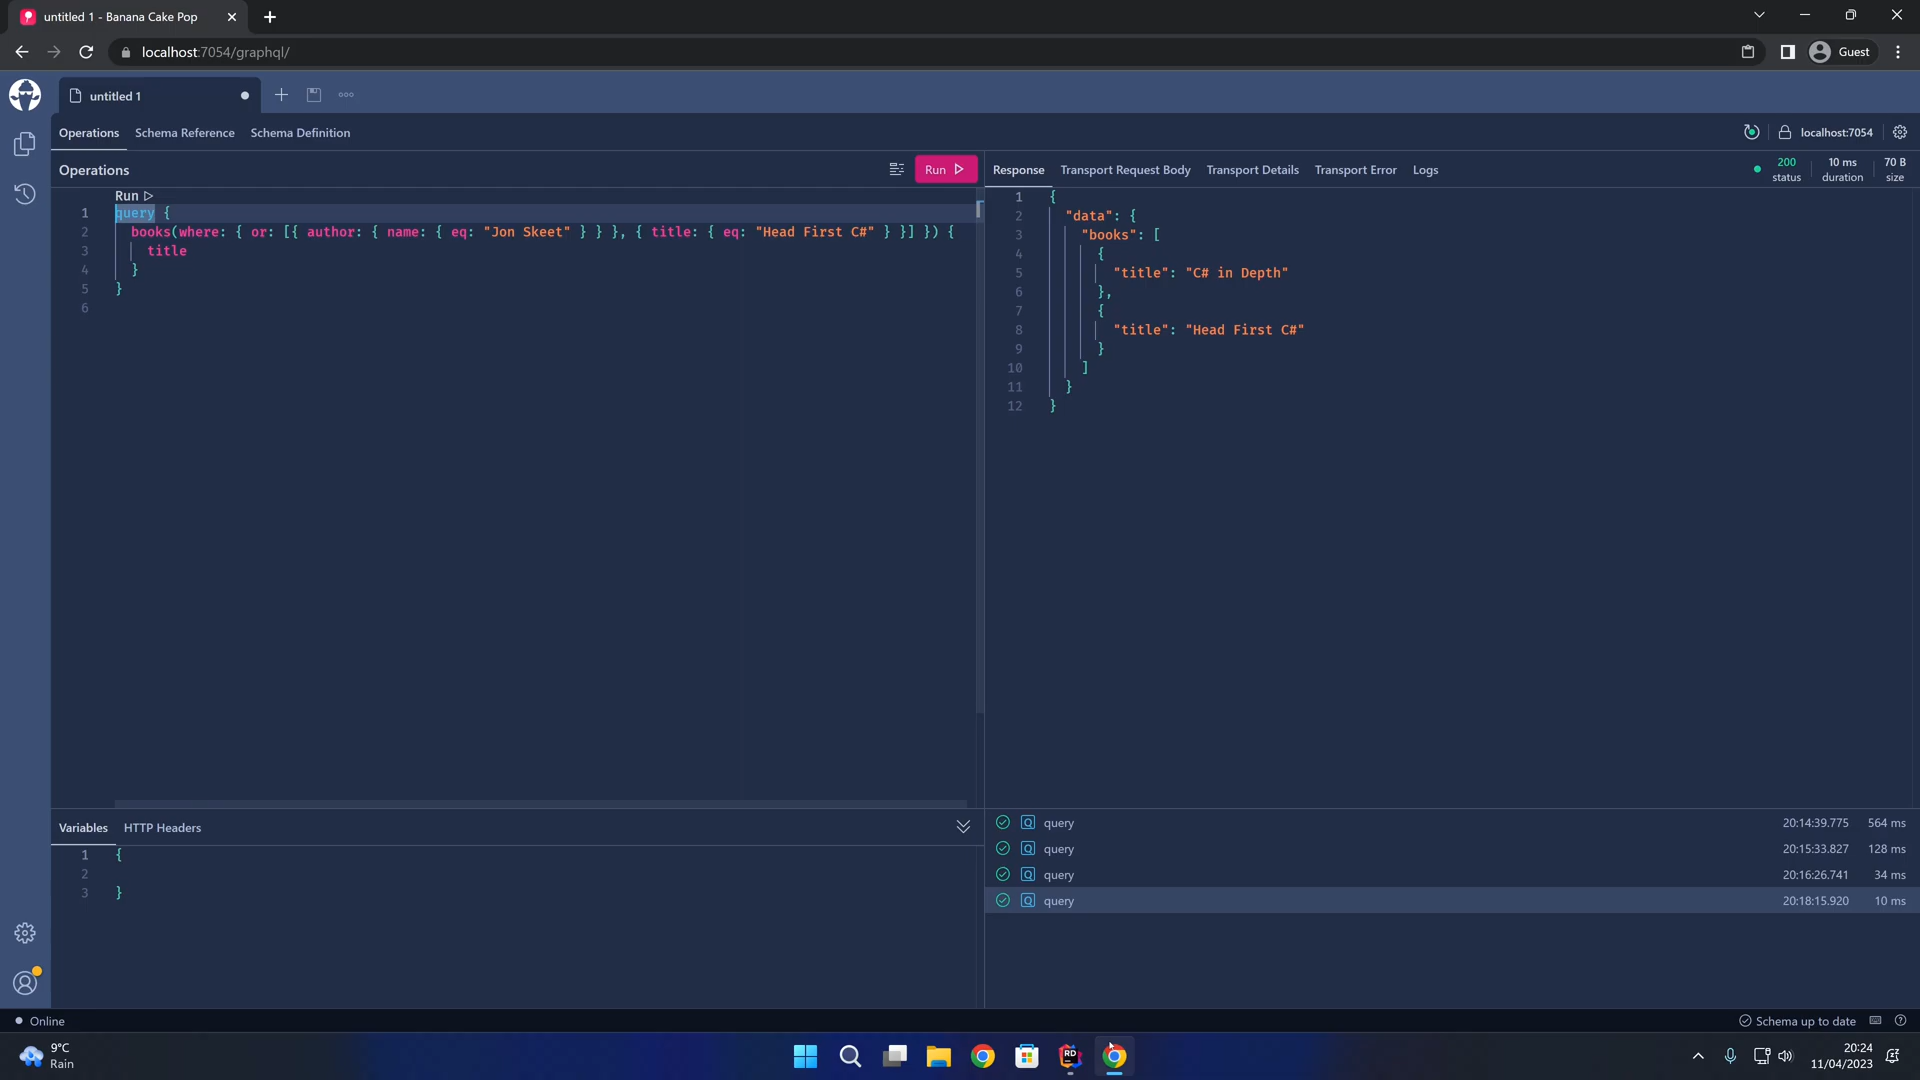 untitled 1 - Banana Cake Pop
localhost:7054/graphql/
Guest
untitled 1
Operations Schema Reference Schema Definition
localhost:7054
Operations
Run
Response Transport Request Body Transport Details Transport Error Logs
200 status
10 ms duration
70 B size
Run
1 query {
2 books(where: { or: [{ author: { name: { eq: "Jon Skeet" } } }, { title: { eq: "Head First C#" } }] }) {
3 title
4 }
5 }
6
1 {
2 "data": {
3 "books": [
4 {
5 "title": "C# in Depth"
6 },
7 {
8 "title": "Head First C#"
9 }
10 ]
11 }
12 }
Variables HTTP Headers
1 {
2
3 }
Q query 20:14:39.775 564 ms
Q query 20:15:33.827 128 ms
Q query 20:16:26.741 34 ms
Q query 20:18:15.920 10 ms
Online
Schema up to date
9°C
Rain
RD
20:24
11/04/2023